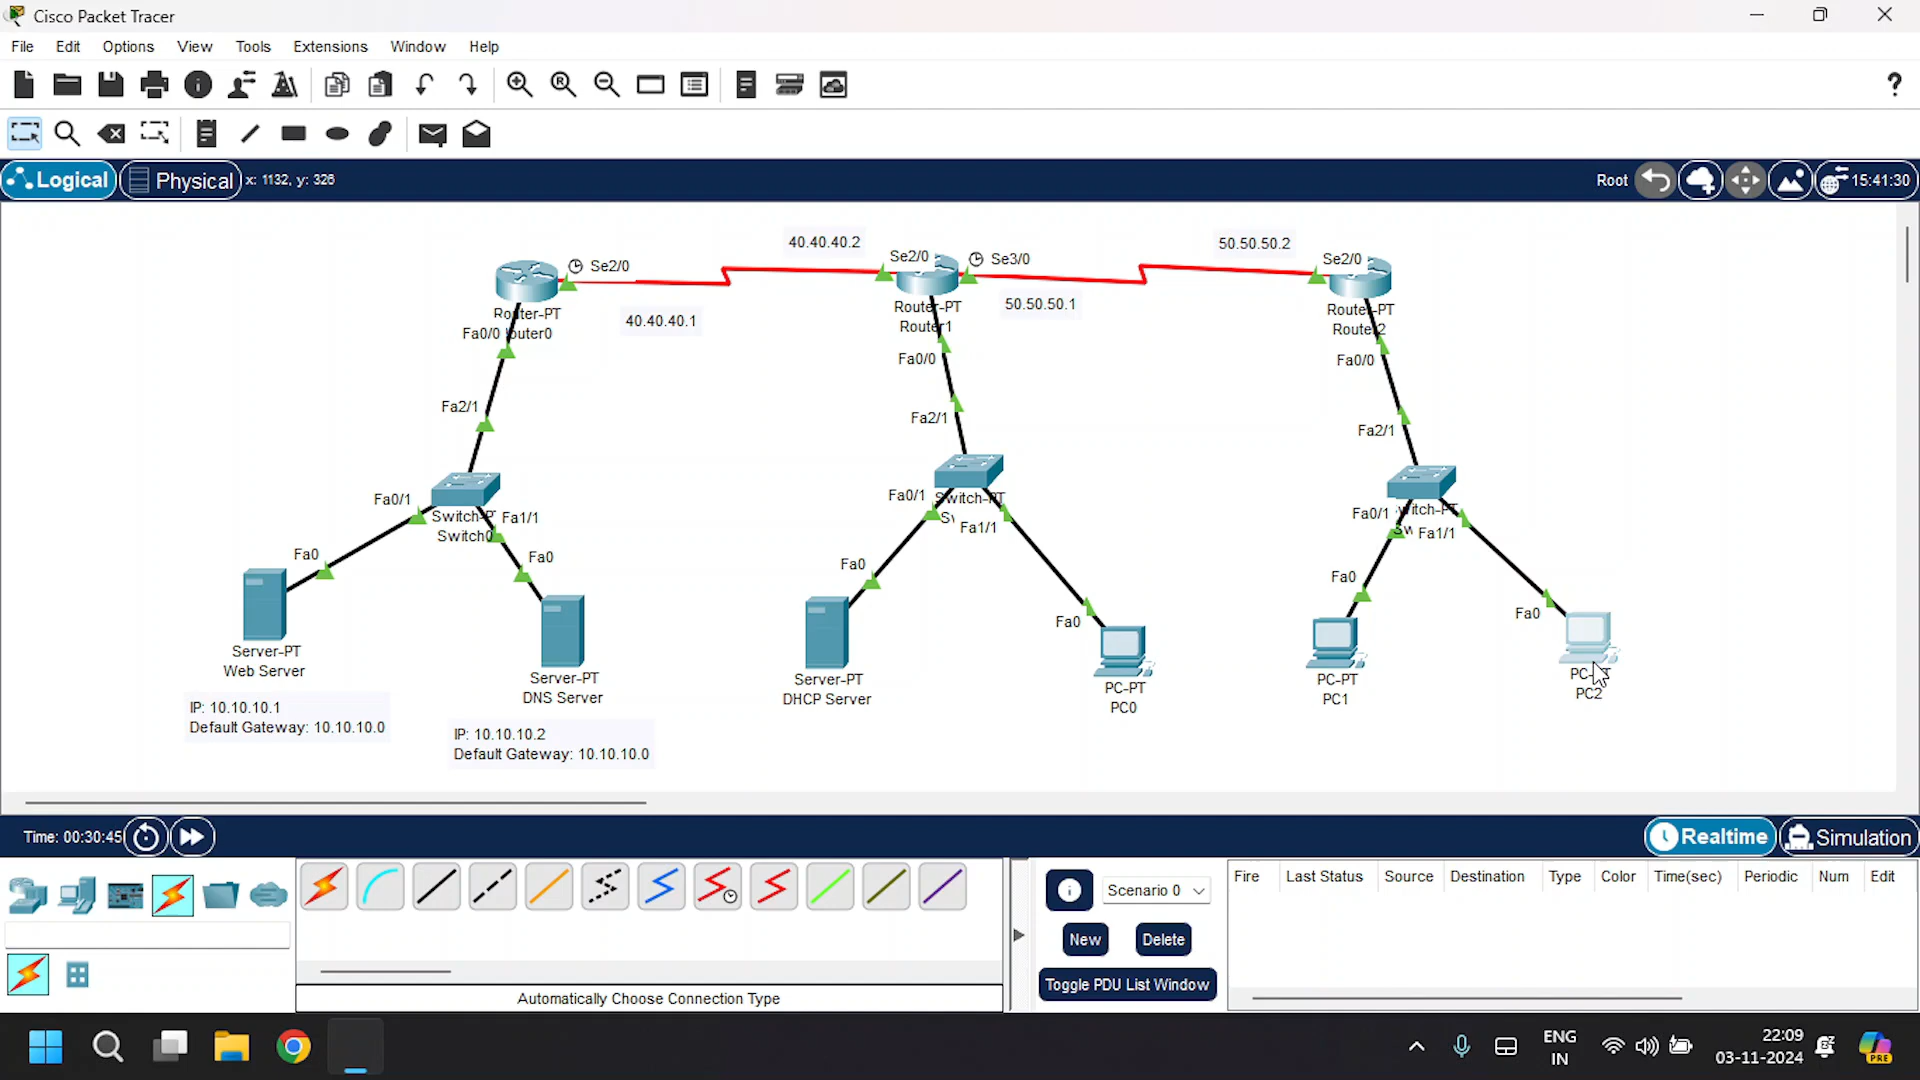 Cisco Packet Tracer
File Edit Options View Tools Extensions Window Help
R
?
Logical Physical x: 1132, y: 326 Root 15:41:30
40.40.40.2
50.50.50.2
Se2/0
Se2/0
Se3/0
Se2/0
40.40.40.1
50.50.50.1
Router-PT
Fa0/0
Router-PT
Router1
Router-PT
Router2
Fa0/0
Fa0/0
Fa2/1
Fa2/1
Fa2/1
Fa0/1
Fa1/1
Switch0
Fa0/1
Switch-PT
Fa1/1
Fa0/1
Fa1/1
Fa0
Fa0
Fa0
Fa0
Fa0
Fa0
Server-PT
Web Server
Server-PT
DNS Server
Server-PT
DHCP Server
PC-PT
PC0
PC-PT
PC1
PC2
IP: 10.10.10.1
Default Gateway: 10.10.10.0
IP: 10.10.10.2
Default Gateway: 10.10.10.0
Time: 00:30:45 Realtime Simulation
Scenario 0
New Delete
Toggle PDU List Window
Fire Last Status Source Destination Type Color Time(sec) Periodic Num Edit
Automatically Choose Connection Type
ENG
IN
22:09
03-11-2024
PRE